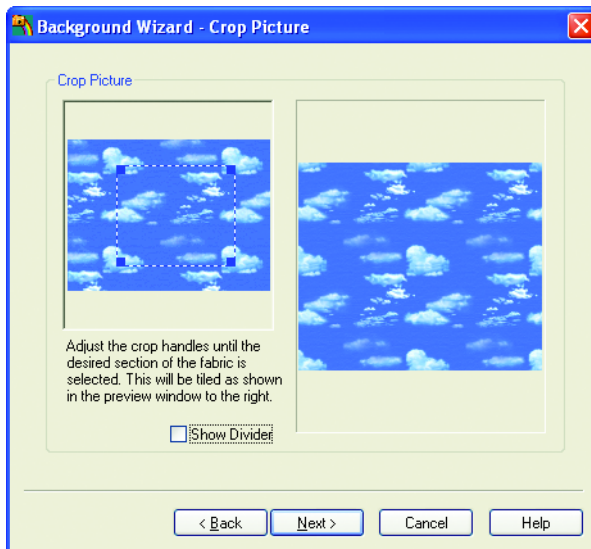 Background Wizard - Crop Picture
Crop Picture
Adjust the crop handles until the
desired section of the fabric is
selected. This will be tiled as shown
in the preview window to the right.
Show Divider
< Back
Next >
Cancel
Help